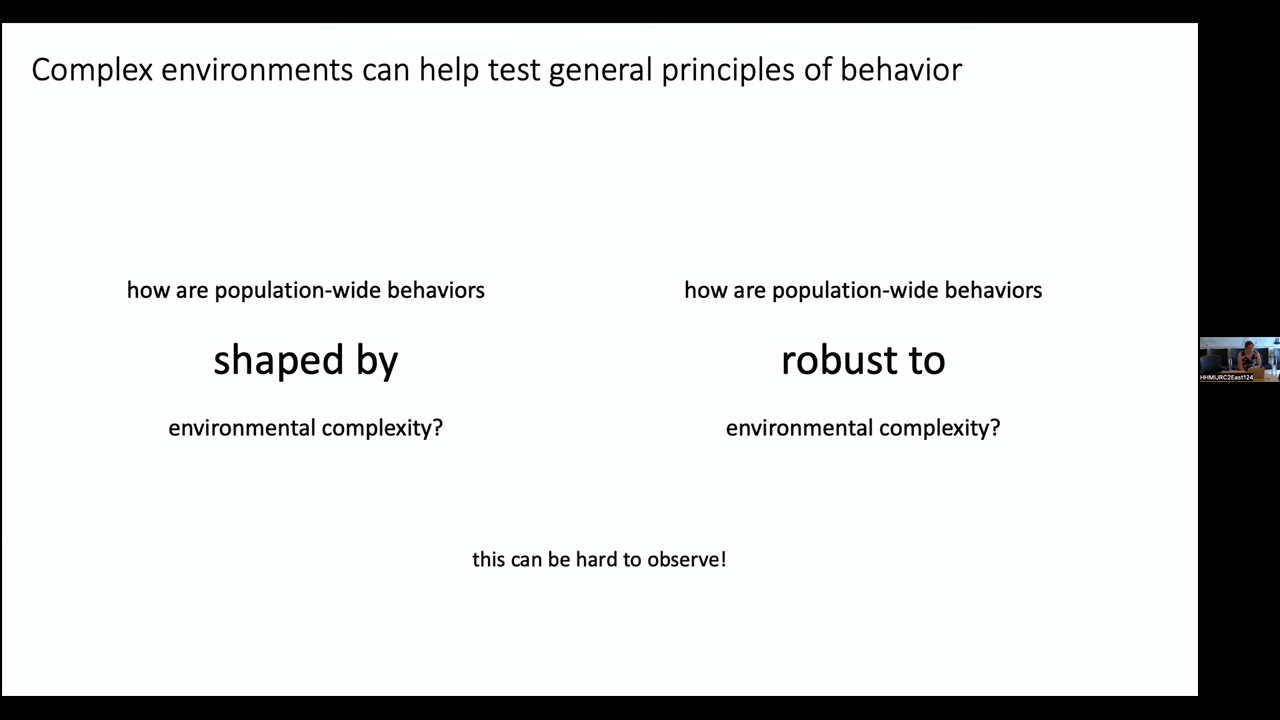 Complex environments can help test general principles of behavior
how are population-wide behaviors
shaped by
environmental complexity?
how are population-wide behaviors
robust to
environmental complexity?
this can be hard to observe!
HHMIJRC2East124